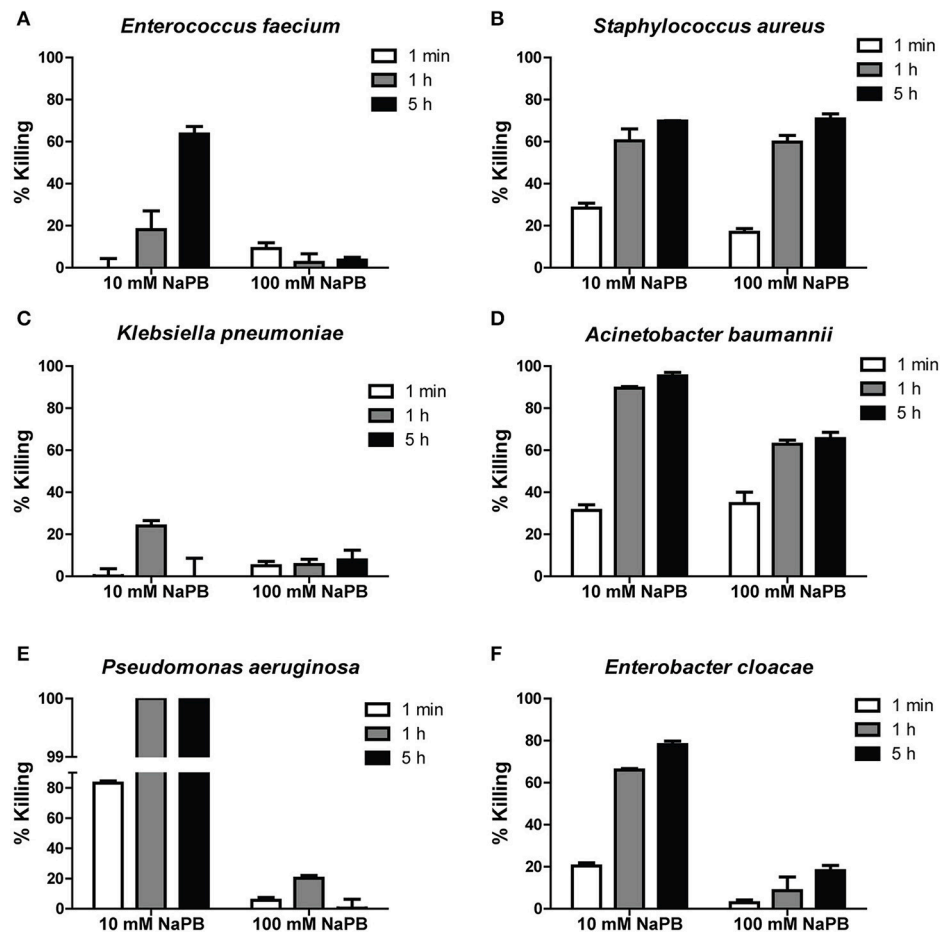 A
Enterococcus faecium
1 min
1 h
5 h
% Killing
100
80
60
40
20
0
10 mM NaPB
100 mM NaPB
B
Staphylococcus aureus
1 min
1 h
5 h
% Killing
100
80
60
40
20
0
10 mM NaPB
100 mM NaPB
C
Klebsiella pneumoniae
1 min
1 h
5 h
% Killing
100
80
60
40
20
0
10 mM NaPB
100 mM NaPB
D
Acinetobacter baumannii
1 min
1 h
5 h
% Killing
100
80
60
40
20
0
10 mM NaPB
100 mM NaPB
E
Pseudomonas aeruginosa
1 min
1 h
5 h
% Killing
100
99
80
60
40
20
0
10 mM NaPB
100 mM NaPB
F
Enterobacter cloacae
1 min
1 h
5 h
% Killing
100
80
60
40
20
0
10 mM NaPB
100 mM NaPB